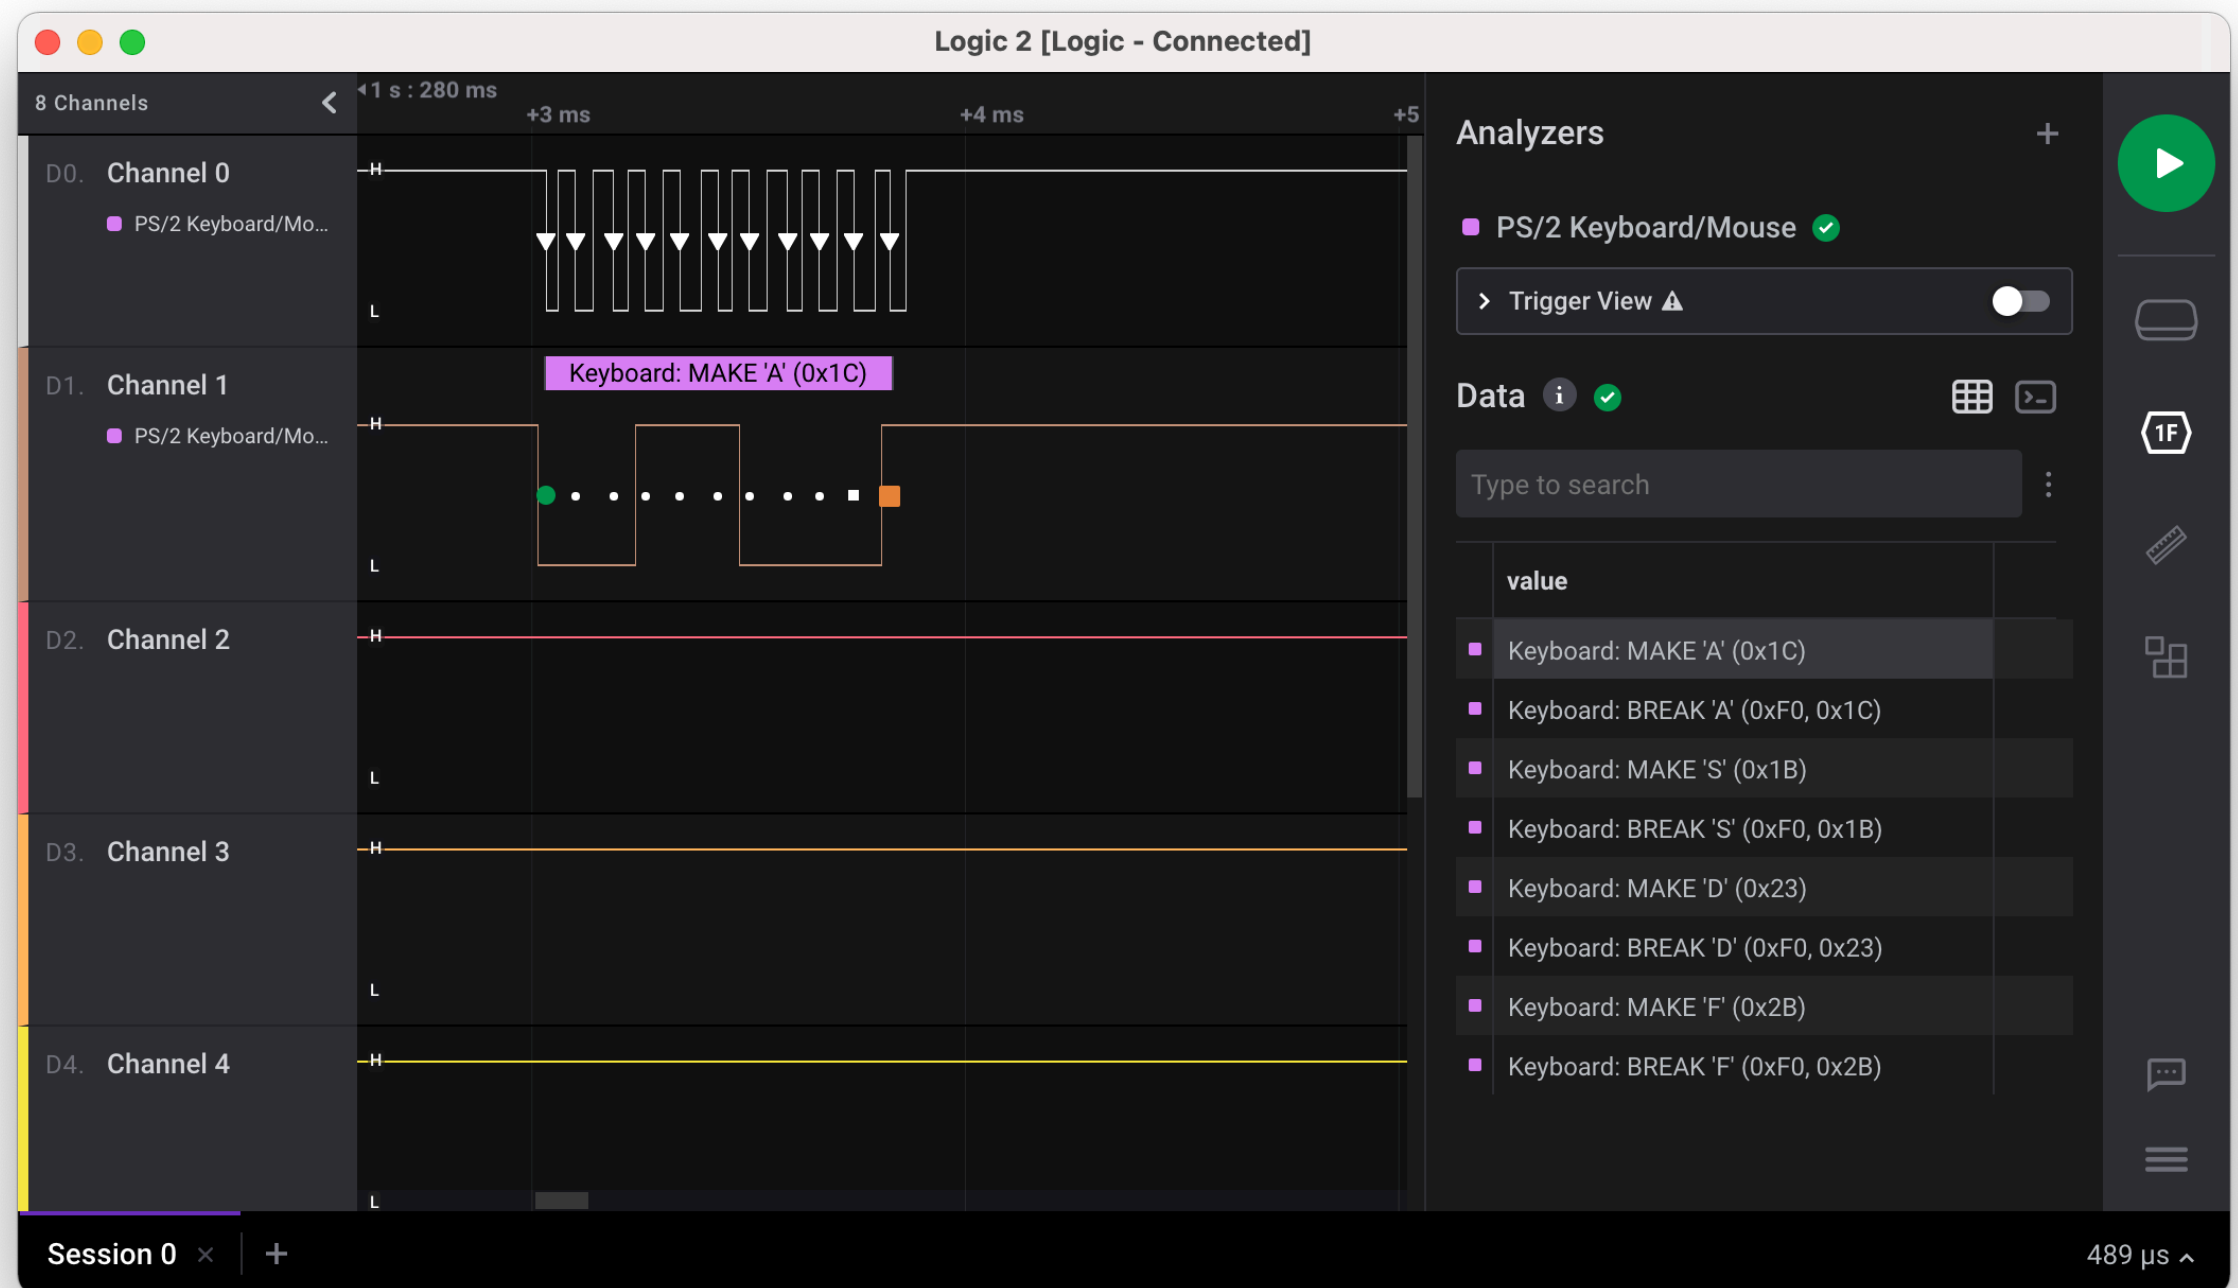 Logic 2 [Logic - Connected]
8 Channels
1 s : 280 ms
+3 ms
+4 ms
+5
D0. Channel 0
PS/2 Keyboard/Mo...
H
L
D1. Channel 1
PS/2 Keyboard/Mo...
Keyboard: MAKE 'A' (0x1C)
H
L
D2. Channel 2
H
L
D3. Channel 3
H
L
D4. Channel 4
H
L
Analyzers
PS/2 Keyboard/Mouse
Trigger View
Data
Type to search
value
Keyboard: MAKE 'A' (0x1C)
Keyboard: BREAK 'A' (0xF0, 0x1C)
Keyboard: MAKE 'S' (0x1B)
Keyboard: BREAK 'S' (0xF0, 0x1B)
Keyboard: MAKE 'D' (0x23)
Keyboard: BREAK 'D' (0xF0, 0x23)
Keyboard: MAKE 'F' (0x2B)
Keyboard: BREAK 'F' (0xF0, 0x2B)
1F
Session 0
489 µs